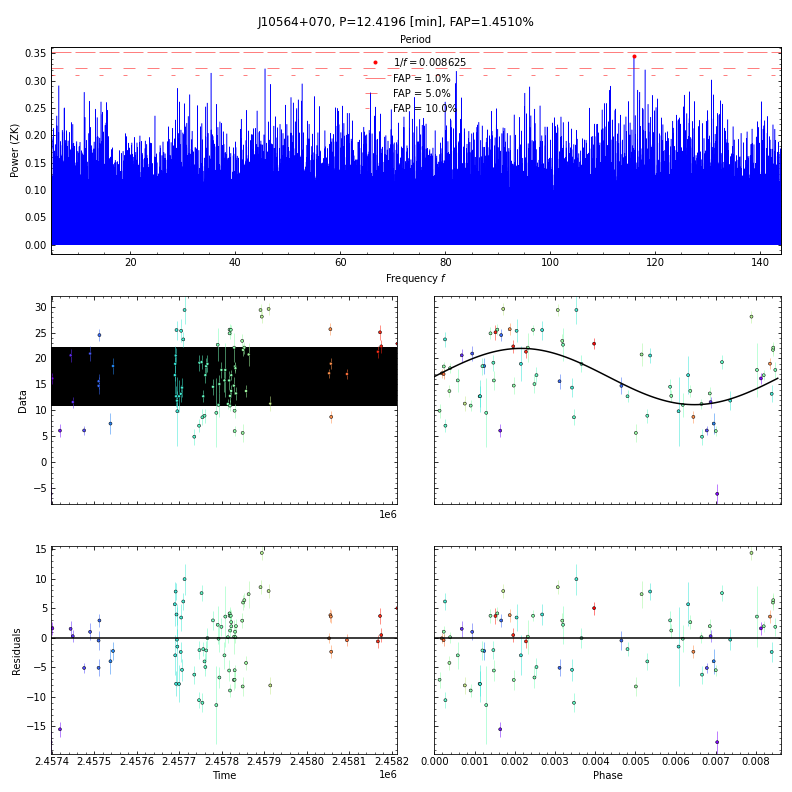 J10564+070, P=12.4196 [min], FAP=1.4510%
Period
0.35
0.30
0.25
0.20
0.15
0.10
0.05
0.00
Power (ZK)
1/f = 0.008625
FAP = 1.0%
FAP = 5.0%
FAP = 10.0%
20 40 60 80 100 120 140
Frequency f
30
25
20
15
10
5
0
−5
Data
1e6
15
10
5
0
−5
−10
−15
Residuals
2.4574 2.4575 2.4576 2.4577 2.4578 2.4579 2.4580 2.4581 2.4582
Time
1e6
0.000 0.001 0.002 0.003 0.004 0.005 0.006 0.007 0.008
Phase